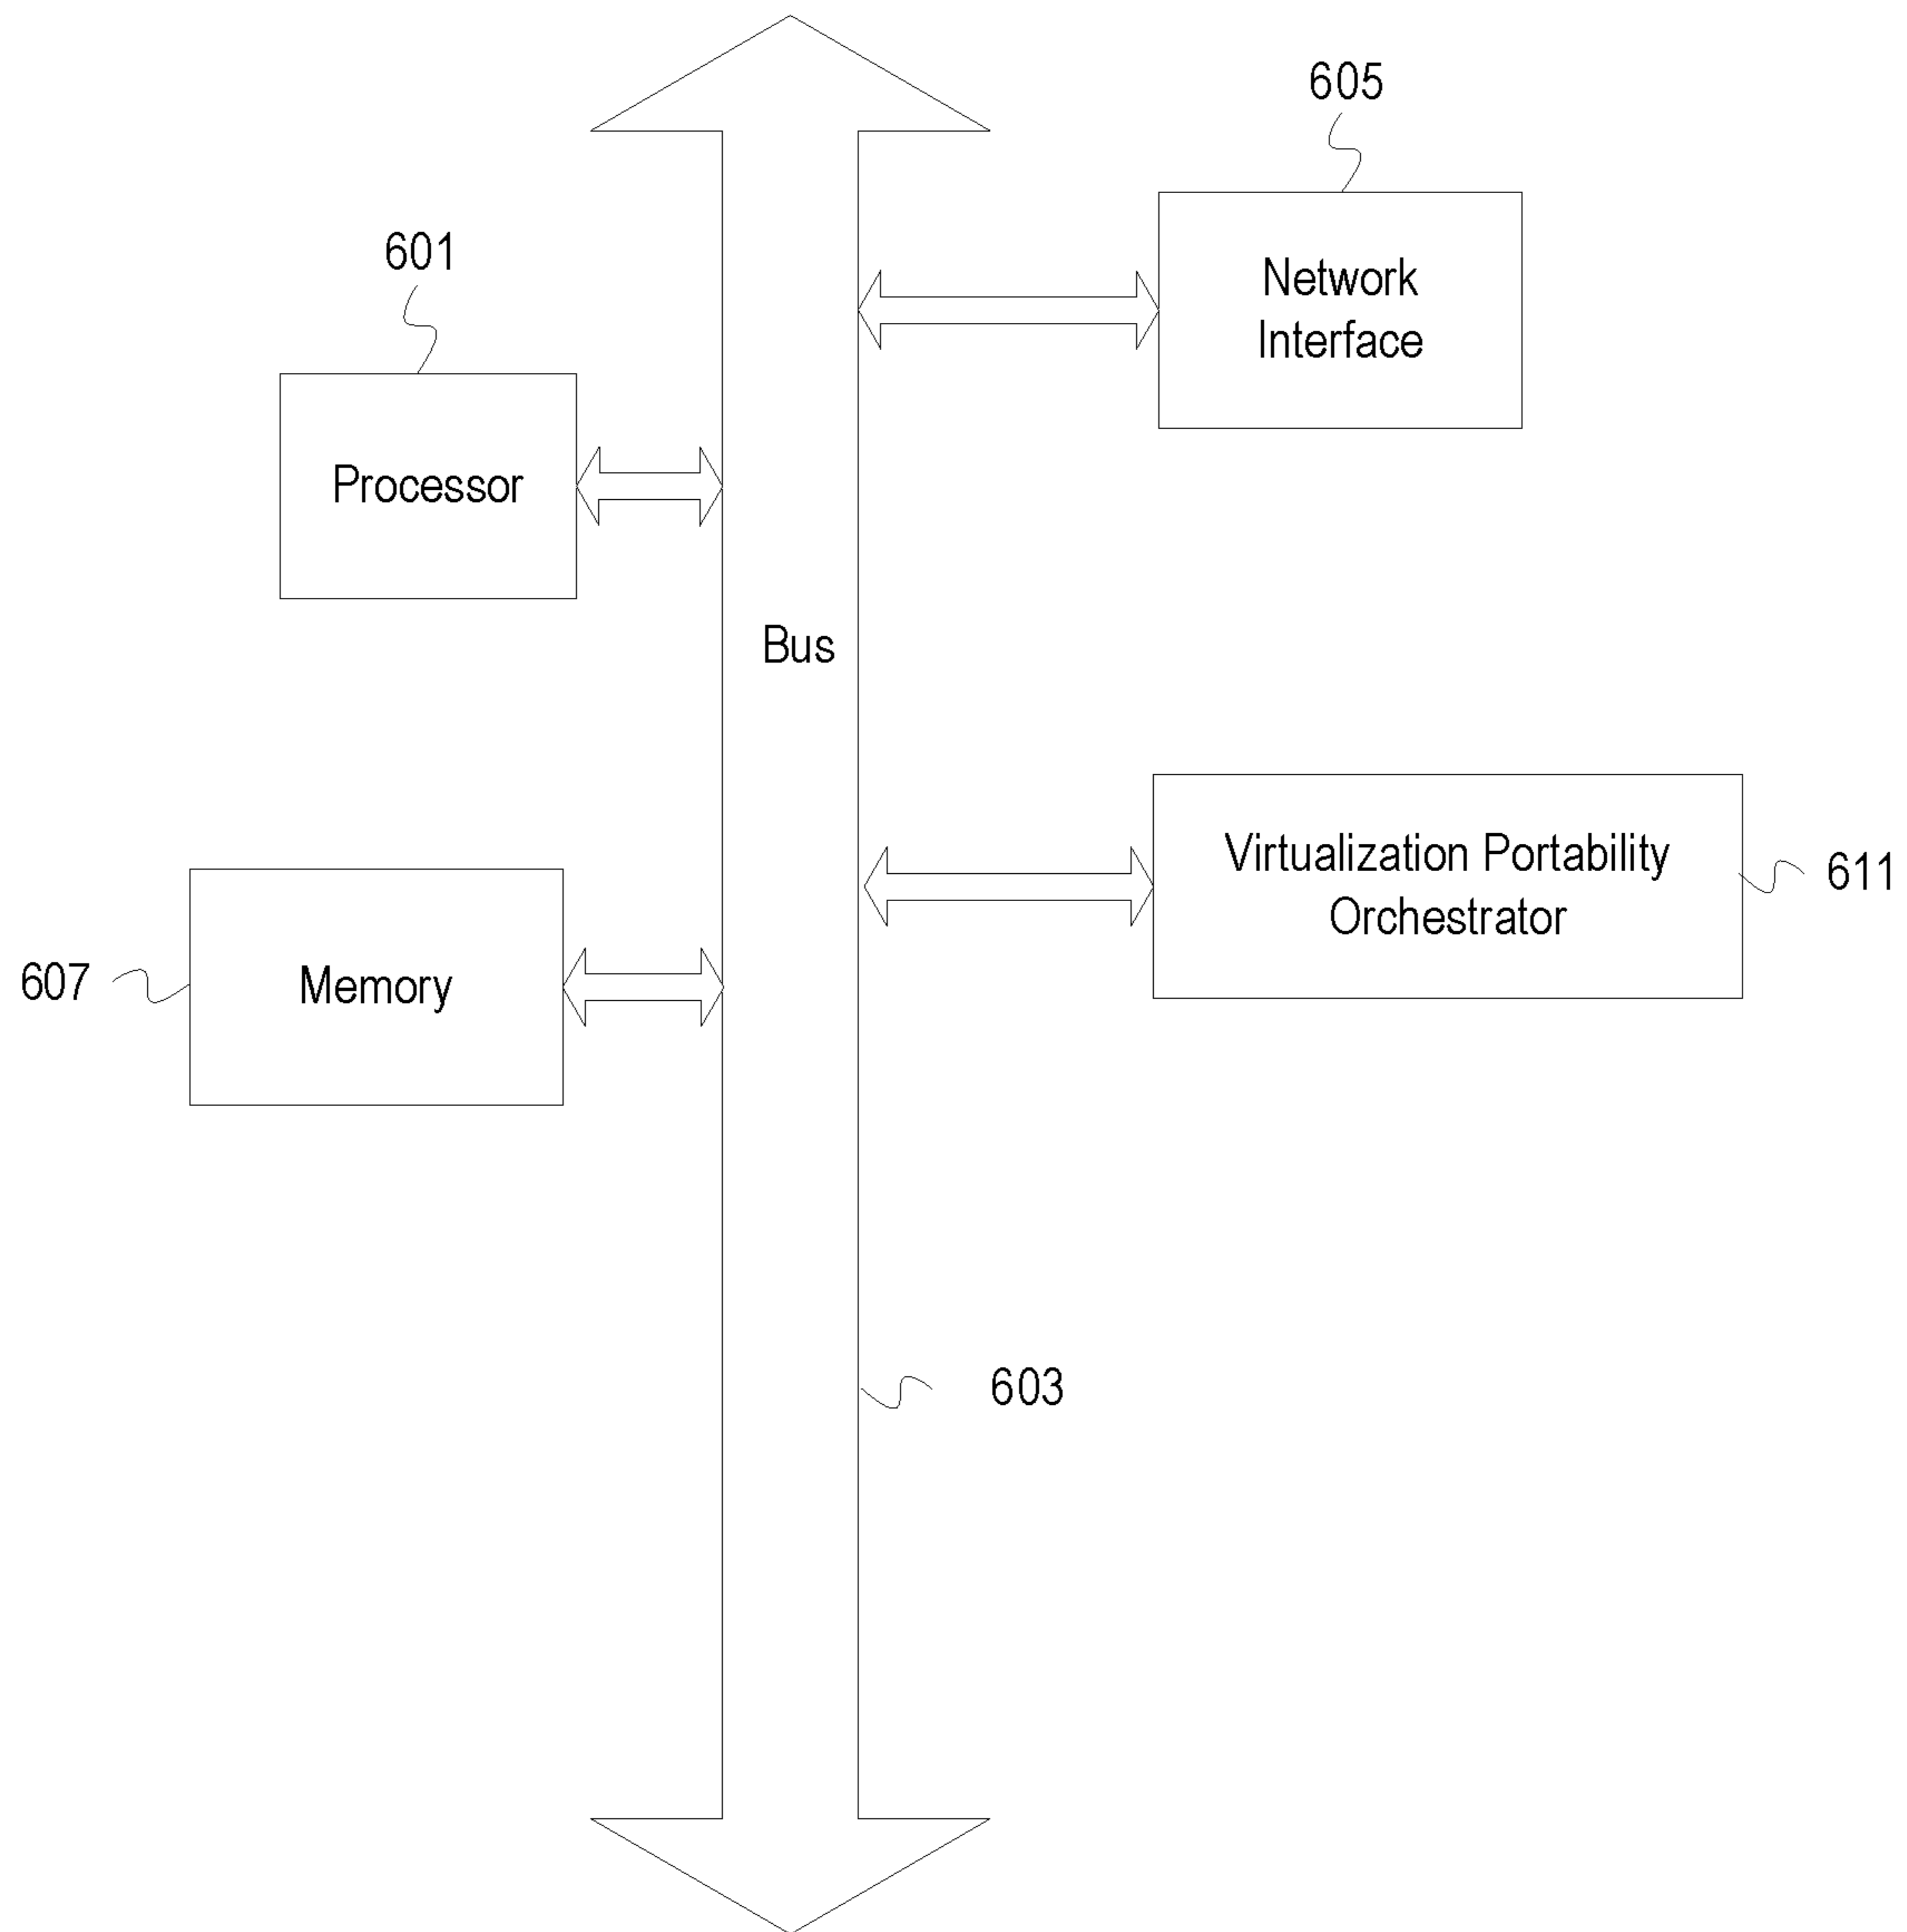 605
Network
Interface
601
Processor
Bus
Virtualization Portability
Orchestrator
611
607
Memory
603